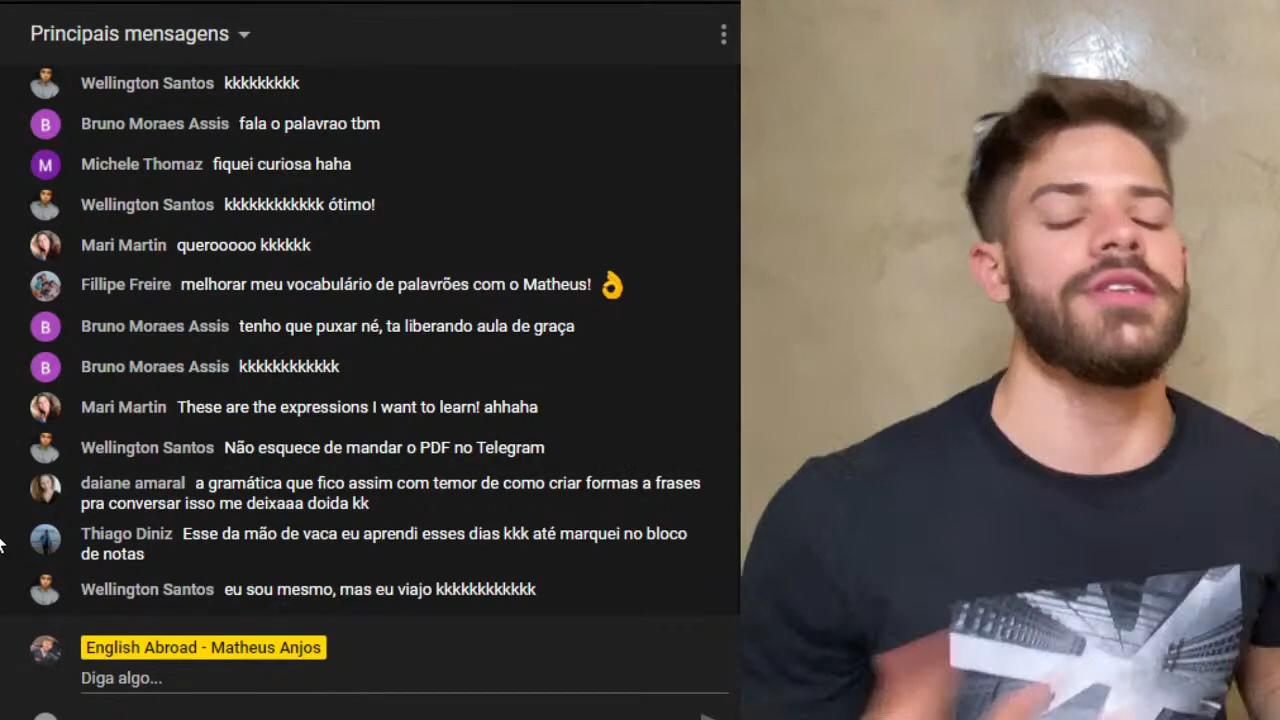 Principais mensagens
Wellington Santos kkkkkkkkk
B Bruno Moraes Assis fala o palavrao tbm
M Michele Thomaz fiquei curiosa haha
Wellington Santos kkkkkkkkkkkk ótimo!
Mari Martin querooooo kkkkkk
Fillipe Freire melhorar meu vocabulário de palavrões com o Matheus! 👌
B Bruno Moraes Assis tenho que puxar né, ta liberando aula de graça
B Bruno Moraes Assis kkkkkkkkkkkk
Mari Martin These are the expressions I want to learn! ahhaha
Wellington Santos Não esquece de mandar o PDF no Telegram
daiane amaral a gramática que fico assim com temor de como criar formas a frases
pra conversar isso me deixaaa doida kk
Thiago Diniz Esse da mão de vaca eu aprendi esses dias kkk até marquei no bloco
de notas
Wellington Santos eu sou mesmo, mas eu viajo kkkkkkkkkkkk
English Abroad - Matheus Anjos
Diga algo...